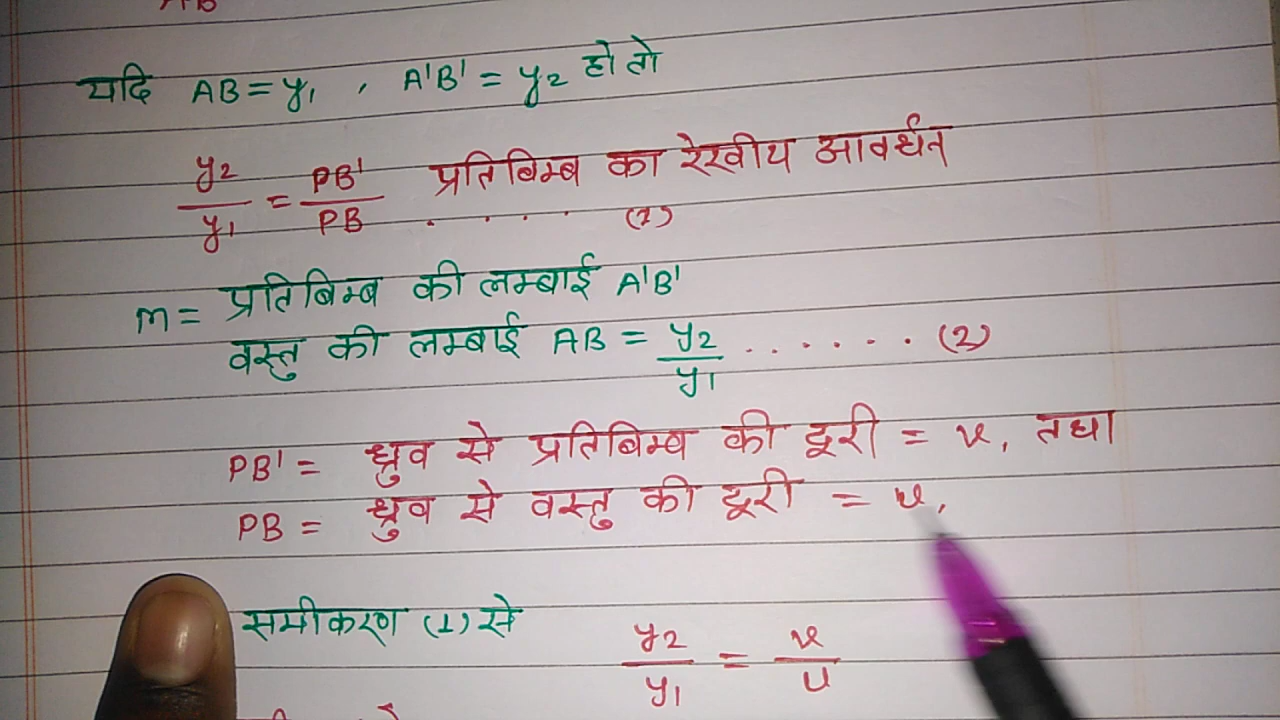 यदि AB = y₁ , A'B' = y₂ हो तो
y₂/y₁ = PB'/PB प्रतिबिम्ब का रेखीय आवर्धन
. . . . (1)
m = प्रतिबिम्ब की लम्बाई A'B'
वस्तु की लम्बाई AB = y₂/y₁ . . . . . . (2)
PB' = ध्रुव से प्रतिबिम्ब की दूरी = v, तथा
PB = ध्रुव से वस्तु की दूरी = v,
समीकरण (1) से y₂/y₁ = v/u